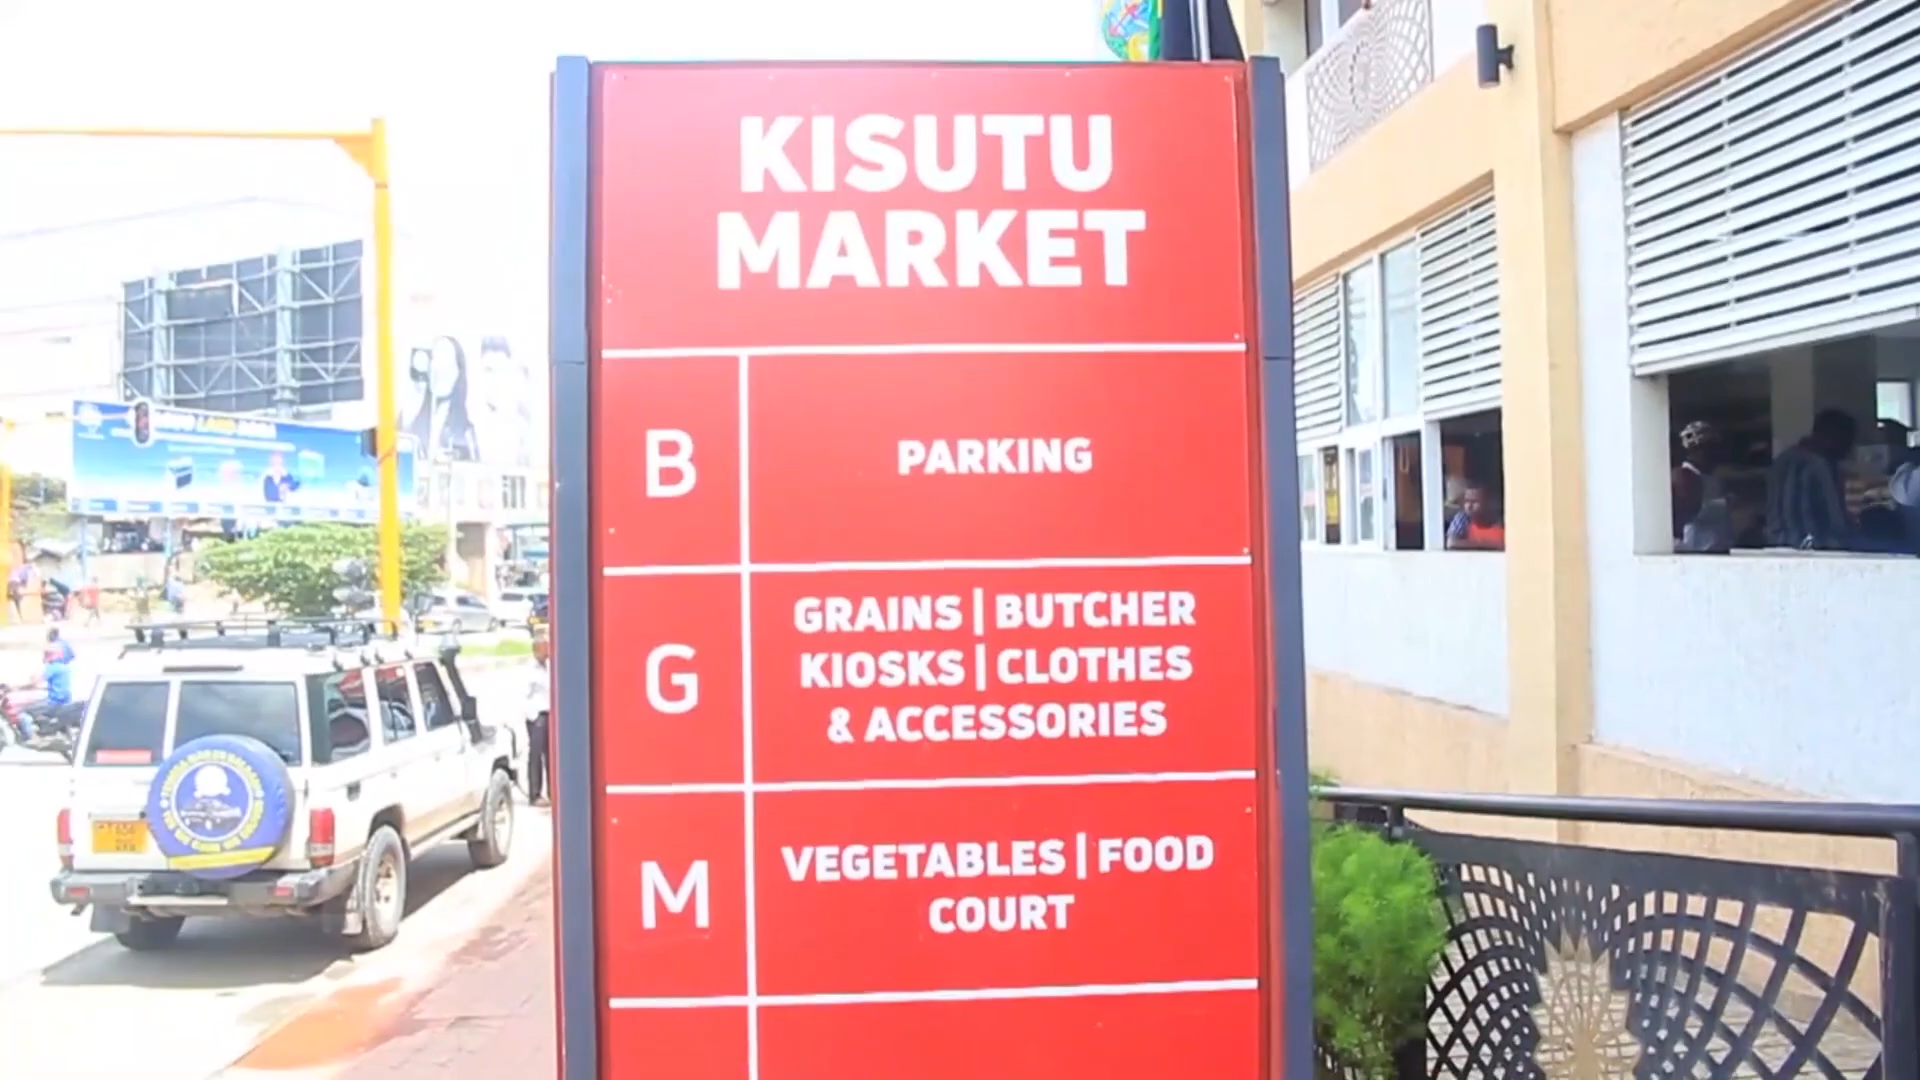 KISUTU
MARKET
B
PARKING
G
GRAINS | BUTCHER
KIOSKS | CLOTHES
& ACCESSORIES
M
VEGETABLES | FOOD
COURT